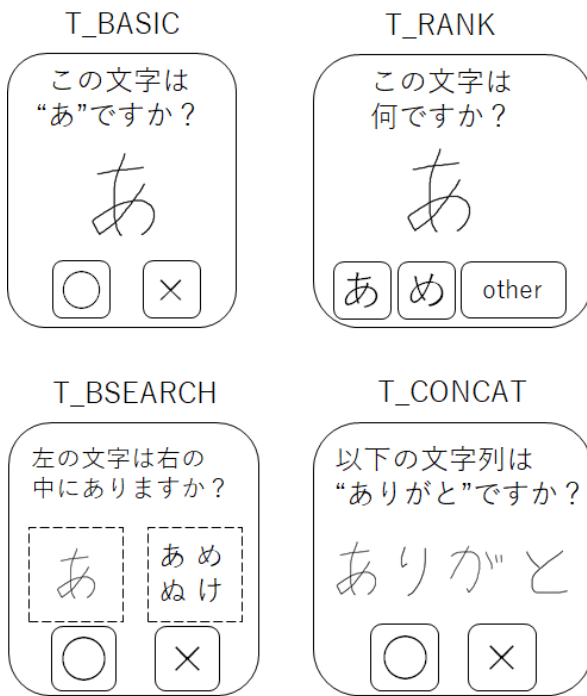 T_BASIC
この文字は
“あ”ですか？
あ
○ ×
T_RANK
この文字は
何ですか？
あ
あ め other
T_BSEARCH
左の文字は右の
中にありますか？
あ
あ め
ぬ け
○ ×
T_CONCAT
以下の文字列は
“ありがと”ですか？
ありがと
○ ×